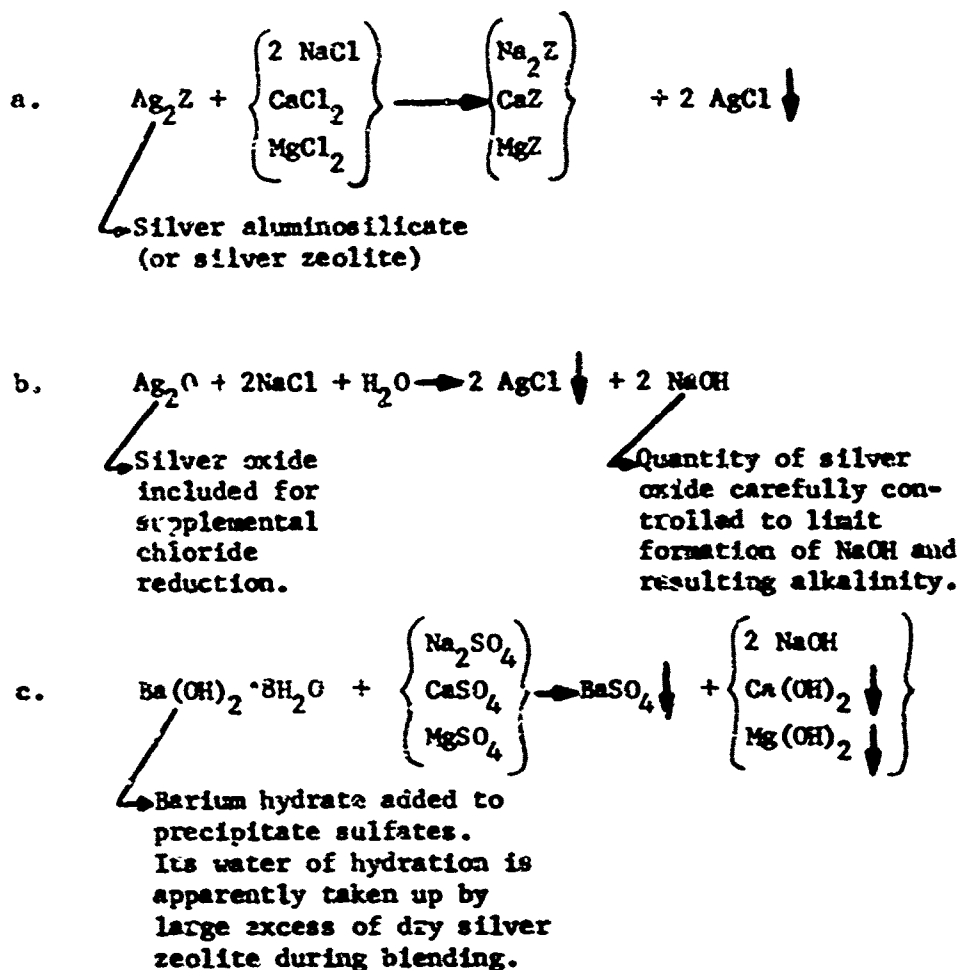 2 NaCl Na₂Z
a. Ag₂Z + CaCl₂ → CaZ + 2 AgCl ↓
MgCl₂ MgZ
Silver aluminosilicate
(or silver zeolite)
b. Ag₂O + 2NaCl + H₂O → 2 AgCl ↓ + 2 NaOH
Silver oxide
included for
supplemental
chloride
reduction.
Quantity of silver
oxide carefully con-
trolled to limit
formation of NaOH and
resulting alkalinity.
Na₂SO₄ 2 NaOH
c. Ba(OH)₂·8H₂O + CaSO₄ → BaSO₄ ↓ + Ca(OH)₂ ↓
MgSO₄ Mg(OH)₂ ↓
Barium hydrate added to
precipitate sulfates.
Its water of hydration is
apparently taken up by
large excess of dry silver
zeolite during blending.